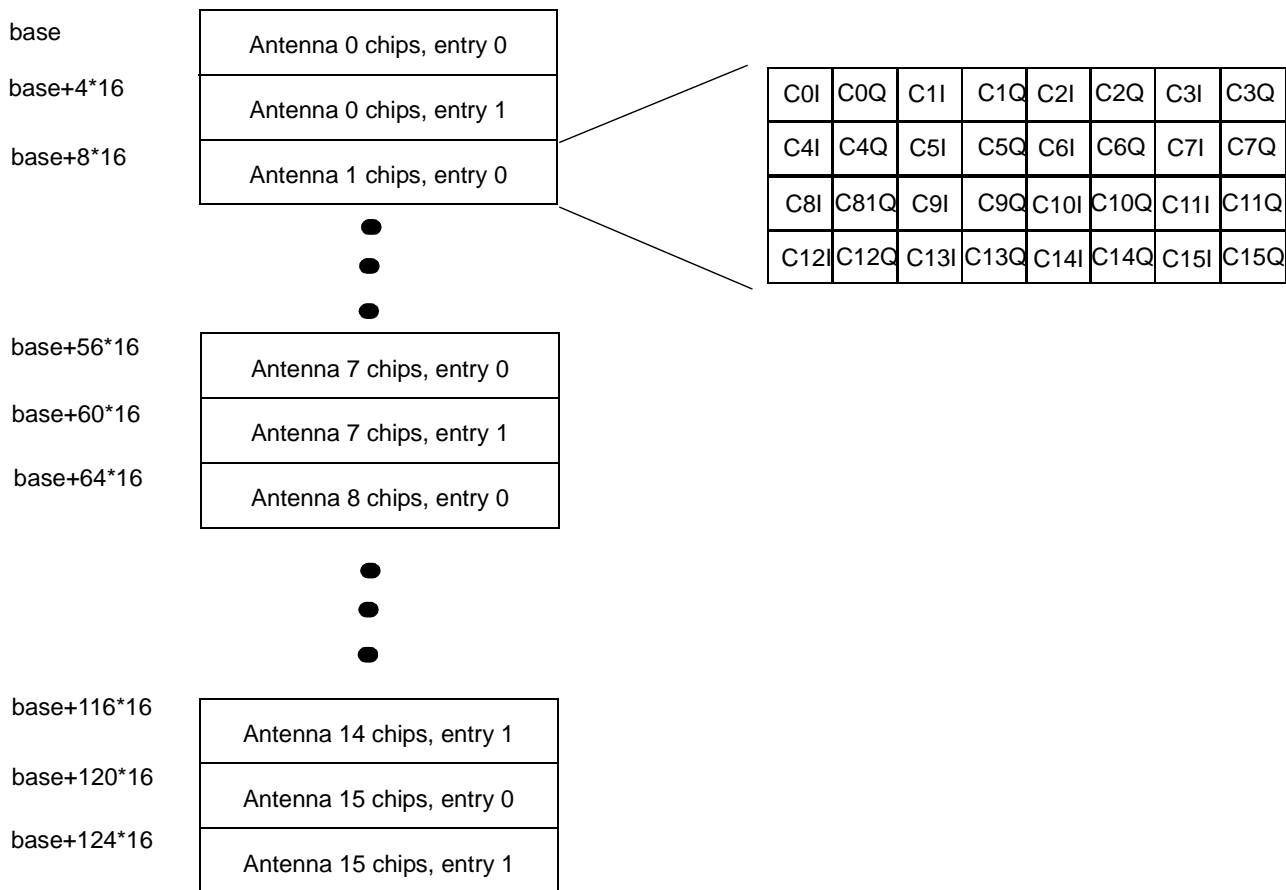 base
Antenna 0 chips, entry 0
base+4*16
Antenna 0 chips, entry 1
base+8*16
Antenna 1 chips, entry 0
C0I C0Q C1I C1Q C2I C2Q C3I C3Q
C4I C4Q C5I C5Q C6I C6Q C7I C7Q
C8I C81Q C9I C9Q C10I C10Q C11I C11Q
C12I C12Q C13I C13Q C14I C14Q C15I C15Q
base+56*16
Antenna 7 chips, entry 0
base+60*16
Antenna 7 chips, entry 1
base+64*16
Antenna 8 chips, entry 0
base+116*16
Antenna 14 chips, entry 1
base+120*16
Antenna 15 chips, entry 0
base+124*16
Antenna 15 chips, entry 1